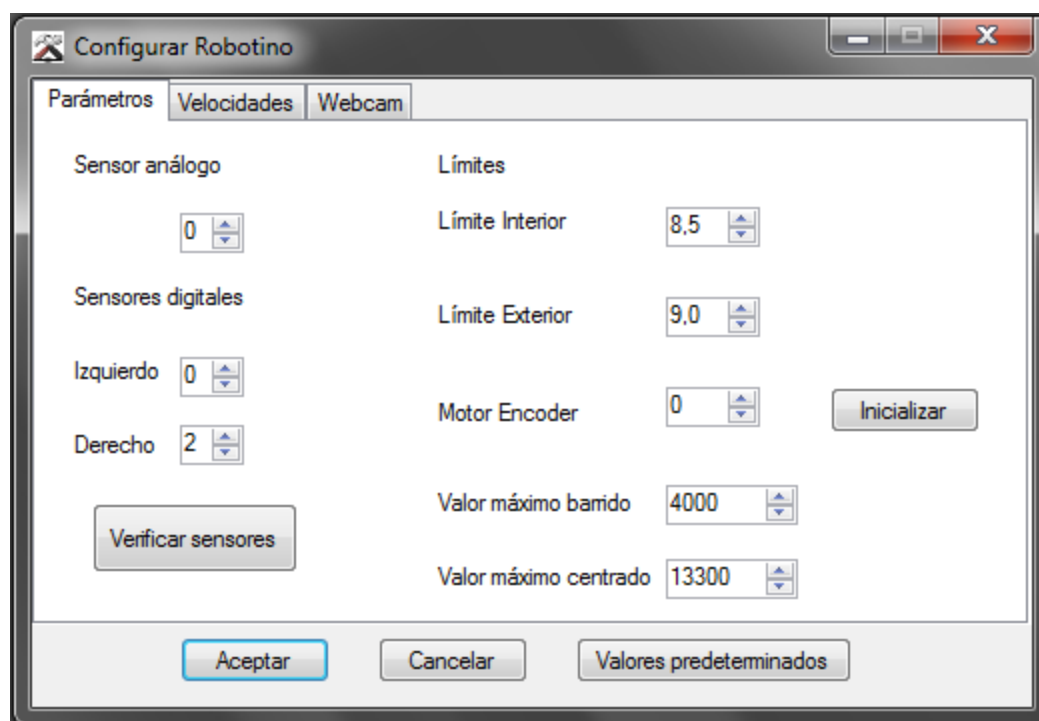 Configurar Robotino
Parámetros Velocidades Webcam
Sensor análogo
0
Sensores digitales
Izquierdo 0
Derecho 2
Verificar sensores
Límites
Límite Interior 8,5
Límite Exterior 9,0
Motor Encoder 0 Inicializar
Valor máximo barrido 4000
Valor máximo centrado 13300
Aceptar Cancelar Valores predeterminados